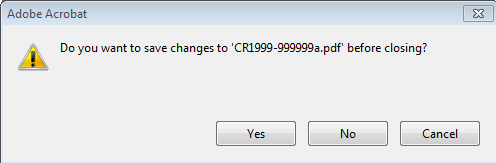 Adobe Acrobat
Do you want to save changes to 'CR1999-999999a.pdf' before closing?
Yes
No
Cancel